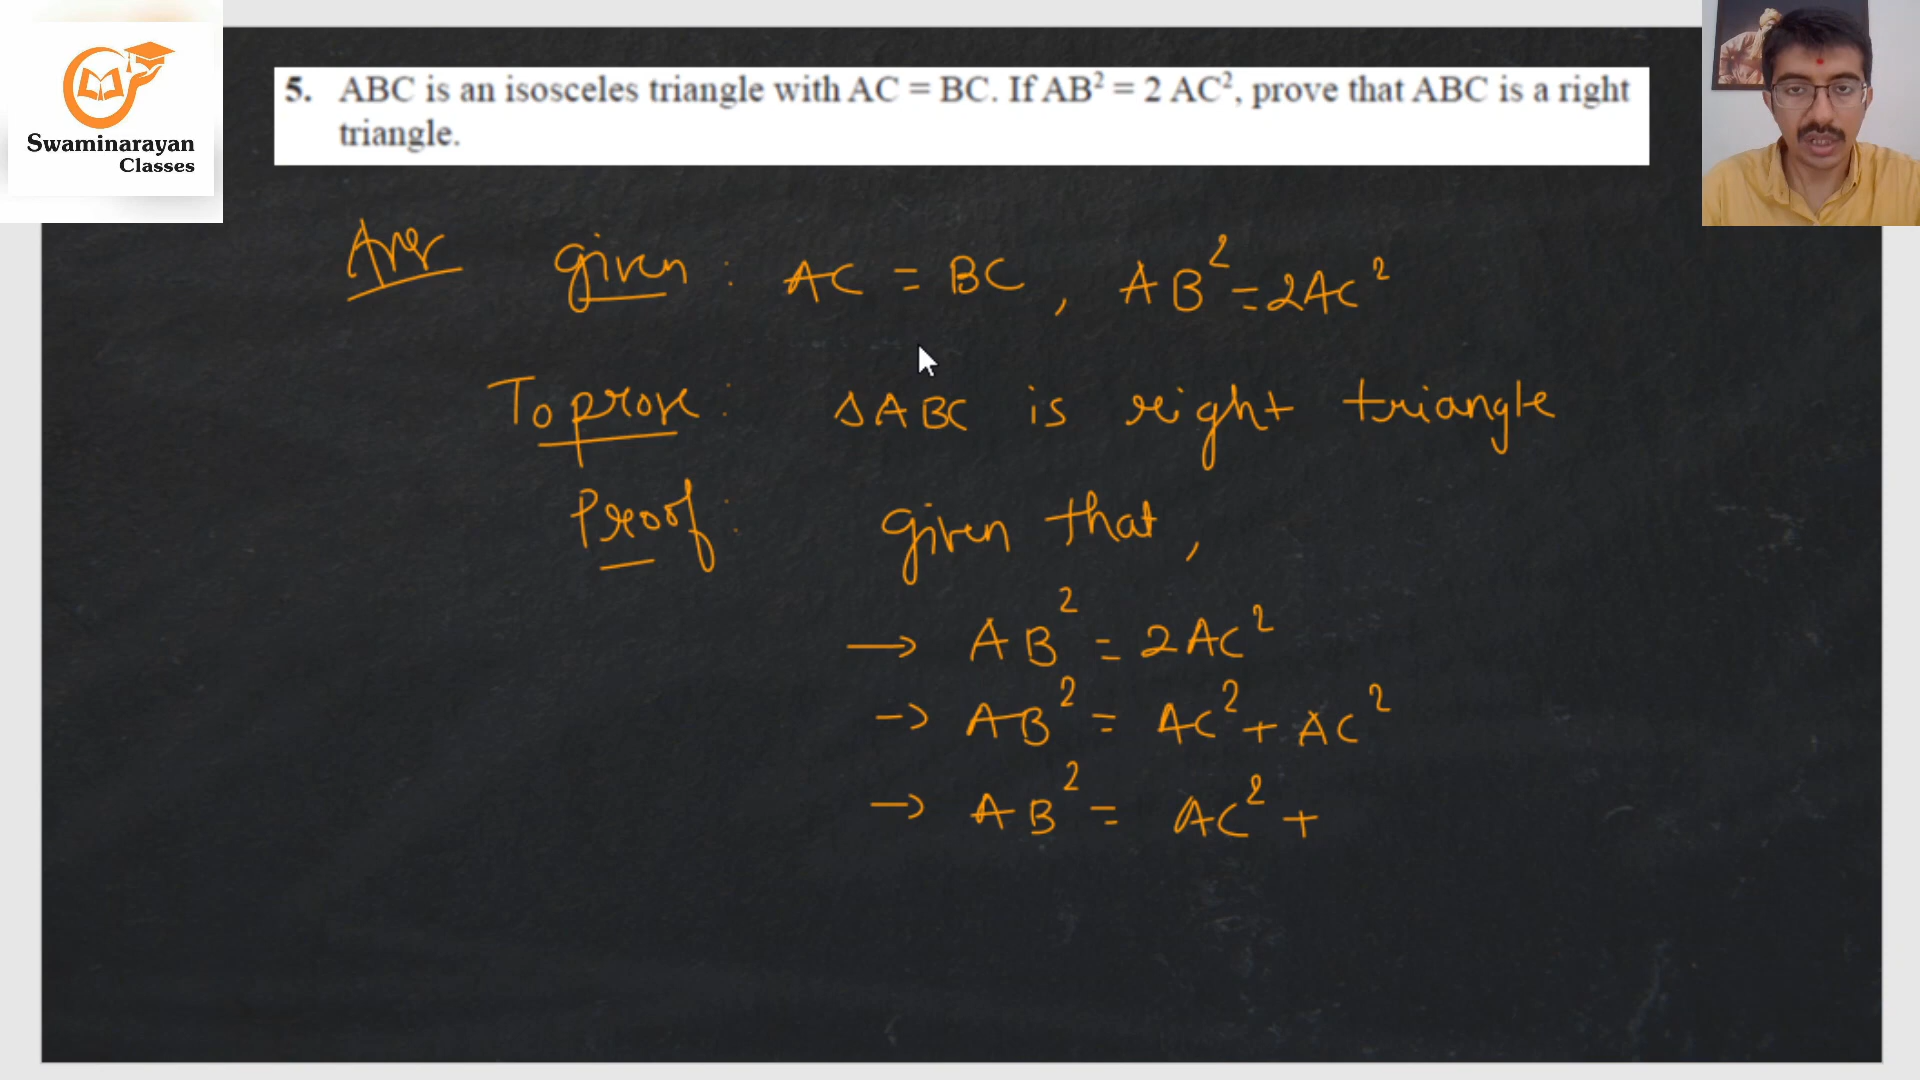 Swaminarayan
Classes
5. ABC is an isosceles triangle with AC = BC. If AB² = 2 AC², prove that ABC is a right
triangle.
Ans given : AC = BC , AB² = 2AC²
To prove : △ABC is right triangle
Proof : given that ,
→ AB² = 2AC²
→ AB² = AC² + AC²
→ AB² = AC² +